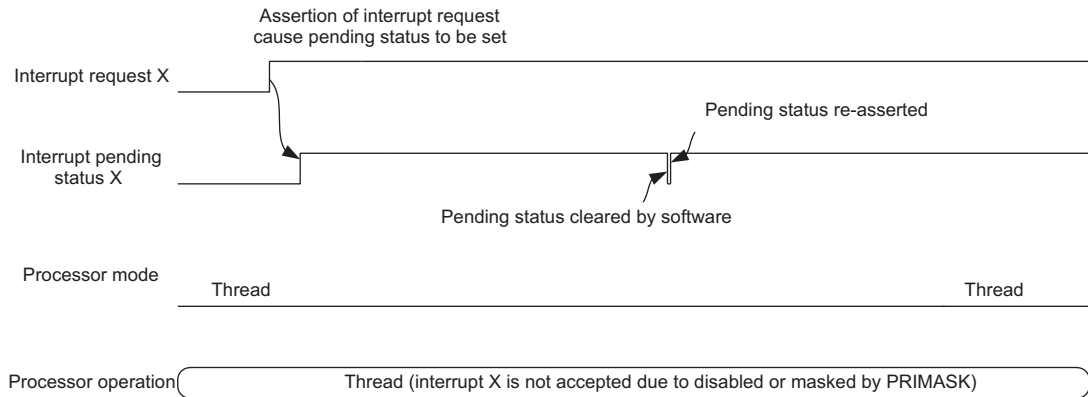 Assertion of interrupt request
cause pending status to be set
Interrupt request X
Pending status re-asserted
Interrupt pending
status X
Pending status cleared by software
Processor mode
Thread
Thread
Processor operation
Thread (interrupt X is not accepted due to disabled or masked by PRIMASK)